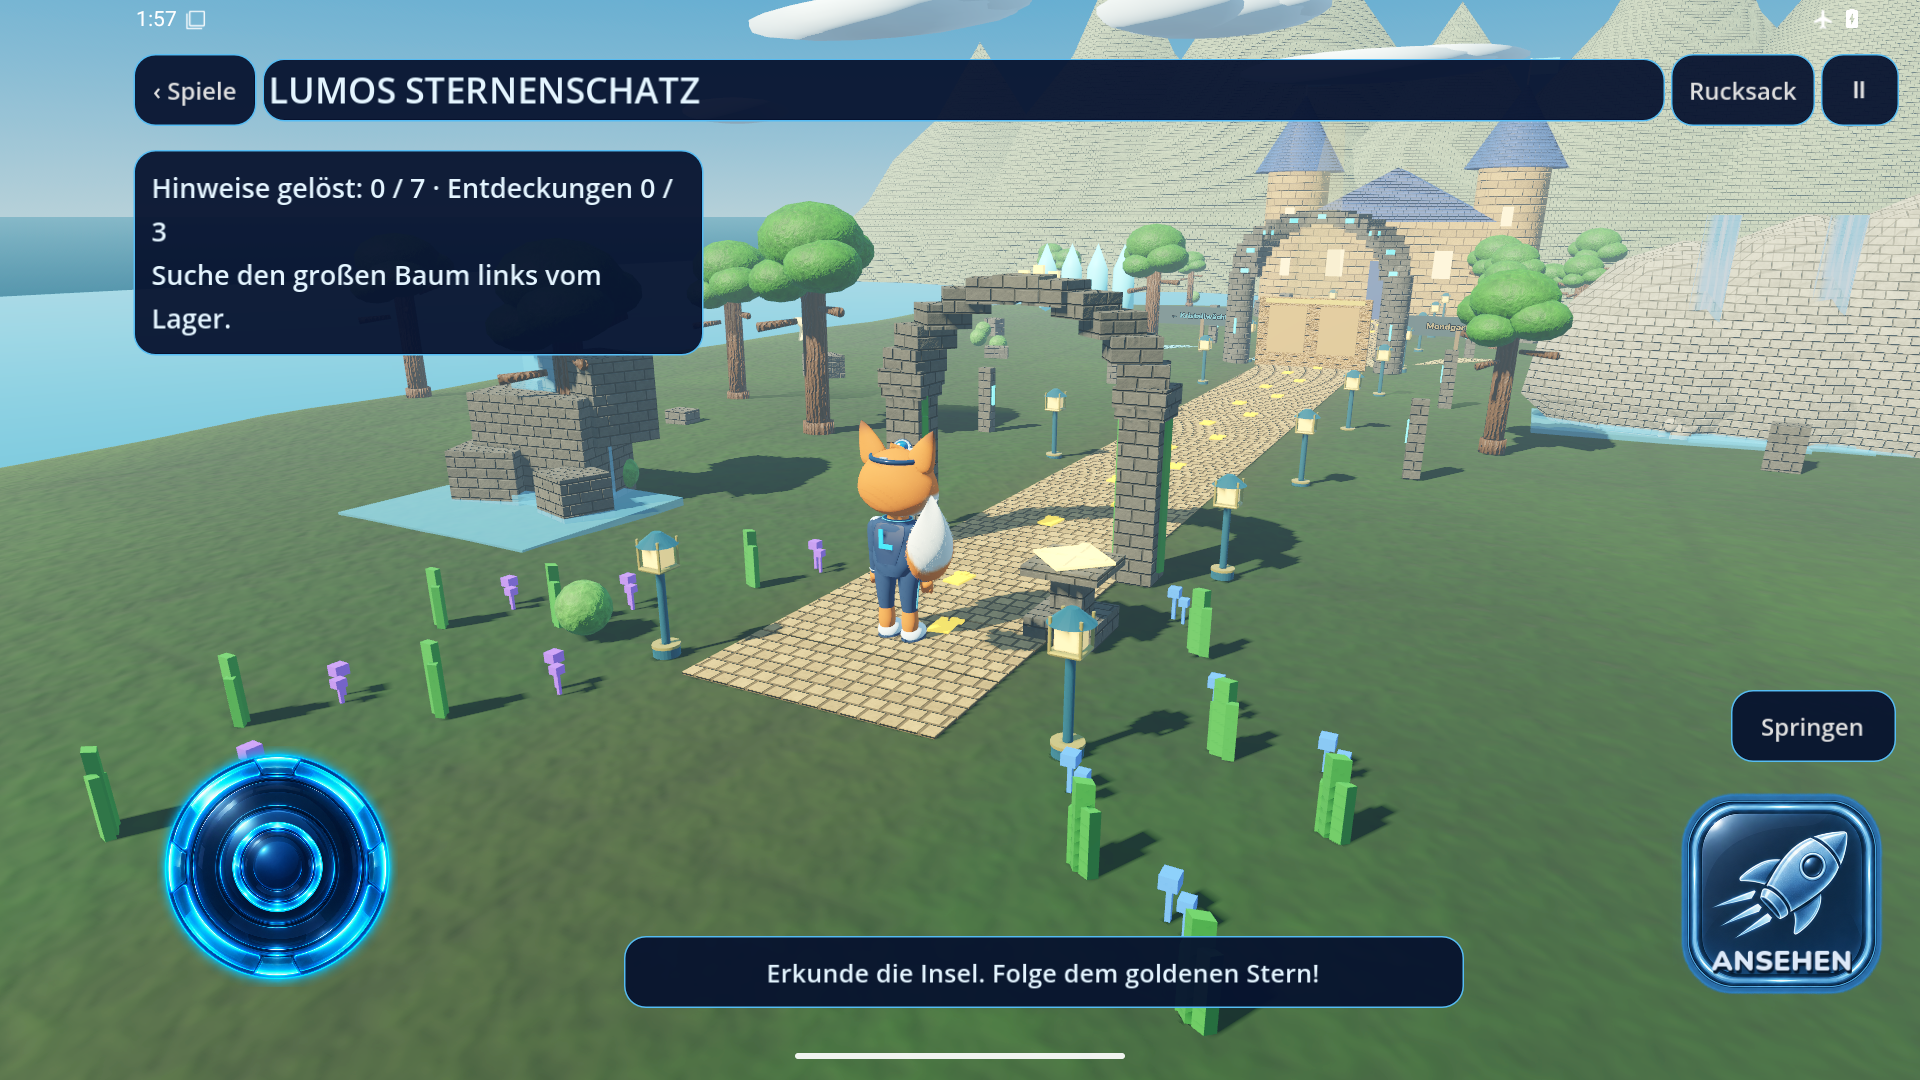 1:57
‹ Spiele
LUMOS STERNENSCHATZ
Rucksack
II
Hinweise gelöst: 0 / 7 · Entdeckungen 0 /
3
Suche den großen Baum links vom
Lager.
L
Springen
ANSEHEN
Erkunde die Insel. Folge dem goldenen Stern!